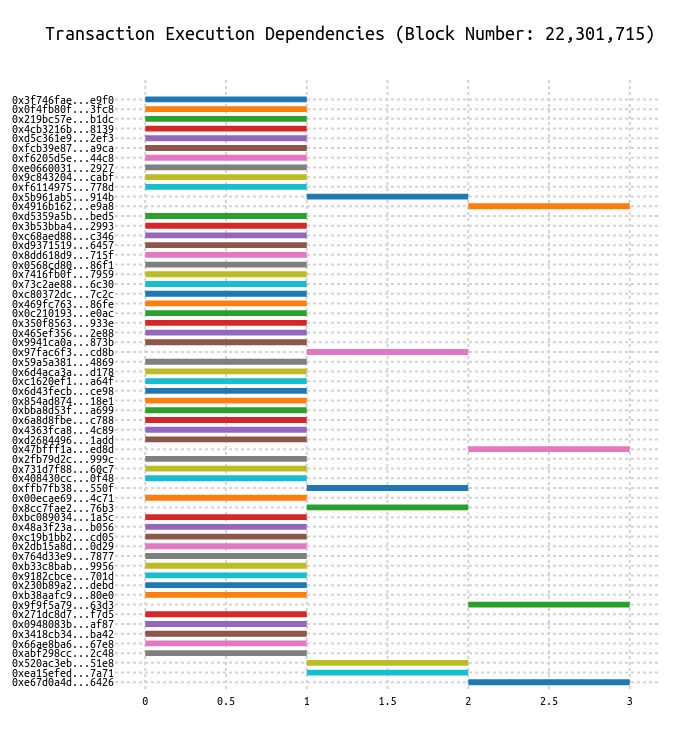 Transaction Execution Dependencies (Block Number: 22,301,715)
0x3f746fae...e9f0
0x0f4fb80f...3fc8
0x219bc57e...b1dc
0x4cb3216b...8139
0xd5c361e9...2ef3
0xfcb39e87...a9ca
0xf6205d5e...44c8
0xe0660031...2927
0x9c843204...cabf
0xf6114975...778d
0x5b961ab5...914b
0x4916b162...e9a8
0xd5359a5b...bed5
0x3b53bba4...2993
0xc68aed88...c346
0xd9371519...6457
0x8dd618d9...715f
0x0568cd80...86f1
0x7416fb0f...7959
0x73c2ae88...6c30
0xc80372dc...7c2c
0x469fc763...86fe
0x0c210193...e0ac
0x350f8563...933e
0x465ef356...2e88
0x9941ca0a...873b
0x97fac6f3...cd8b
0x59a5a381...4869
0x6d4aca3a...d178
0xc1620ef1...a64f
0x6d43fecb...ce98
0x854ad874...18e1
0xbba8d53f...a699
0x6a8d8fbe...c788
0x4363fca8...4c89
0xd2684496...1add
0x47bfff1a...ed8d
0x2fb79d2c...999c
0x731d7f88...60c7
0x408430cc...0f48
0xffb7fb38...550f
0x00ecae69...4c71
0x8cc7fae2...76b3
0xbc089034...1a5c
0x48a3f23a...b056
0xc19b1bb2...cd05
0x2db15a8d...0d29
0x764d33e9...7877
0xb33c8bab...9956
0x9182cbce...701d
0x230b89a2...debd
0xb38aafc9...80e0
0x9f9f5a79...63d3
0x271dc8d7...f7d5
0x0948083b...af87
0x3418cb34...ba42
0x66ae8ba6...67e8
0xabf298cc...2c48
0x520ac3eb...51e8
0xea15efed...7a71
0xe67d0a4d...6426
0 0.5 1 1.5 2 2.5 3